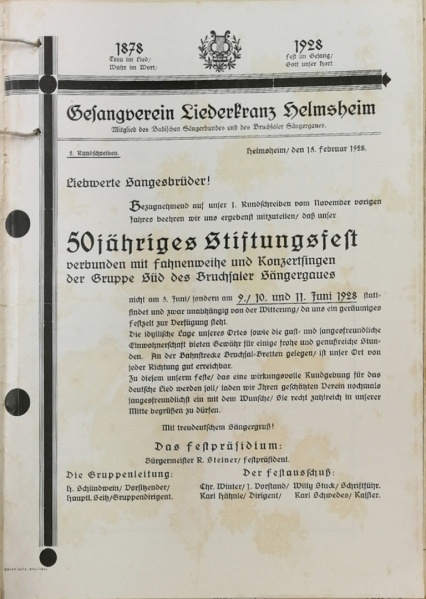 1878
Treu im Lied/
Wahr im Wort/
1928
Fest im Gesang/
Gott unser Hort
Gesangverein Liederkranz Helmsheim
Mitglied des Badischen Sängerbundes und des Bruchsaler Sängergaues.
2. Rundschreiben.
Helmsheim/ den 15. Februar 1928.
Liebwerte Sangesbrüder!
Bezugnehmend auf unser 1. Rundschreiben vom November vorigen
Jahres beehren wir uns ergebenst mitzuteilen/ daß unser
50jähriges Stiftungsfest
verbunden mit Fahnenweihe und Konzertsingen
der Gruppe Süd des Bruchsaler Sängergaues
nicht am 3. Juni/ sondern am 9./ 10. und 11. Juni 1928 statt-
findet und zwar unabhängig von der Witterung/ da uns ein geräumiges
Festzelt zur Verfügung steht.
Die idyllische Lage unseres Ortes sowie die gast- und sangesfreundliche
Einwohnerschaft bieten Gewähr für einige frohe und genußreiche Stun-
den. An der Bahnstrecke Bruchsal-Bretten gelegen/ ist unser Ort von
jeder Richtung gut erreichbar.
Zu diesem unserm Feste/ das eine wirkungsvolle Kundgebung für das
deutsche Lied werden soll/ laden wir Ihren geschätzten Verein nochmals
sangesfreundlichst ein mit dem Wunsche/ Sie recht zahlreich in unserer
Mitte begrüßen zu dürfen.
Mit treudeutschem Sängergruß!
Das Festpräsidium:
Bürgermeister R. Steiner/ Festpräsident.
Die Gruppenleitung:
H. Schlindwein/ Vorsitzender/
Hauptl. Seitz/ Gruppendirigent.
Der Festausschuß:
Chr. Winter/ 1. Vorstand/ Willy Stuck/ Schriftführ.
Karl Hähnle/ Dirigent/ Karl Schwedes/ Kassier.